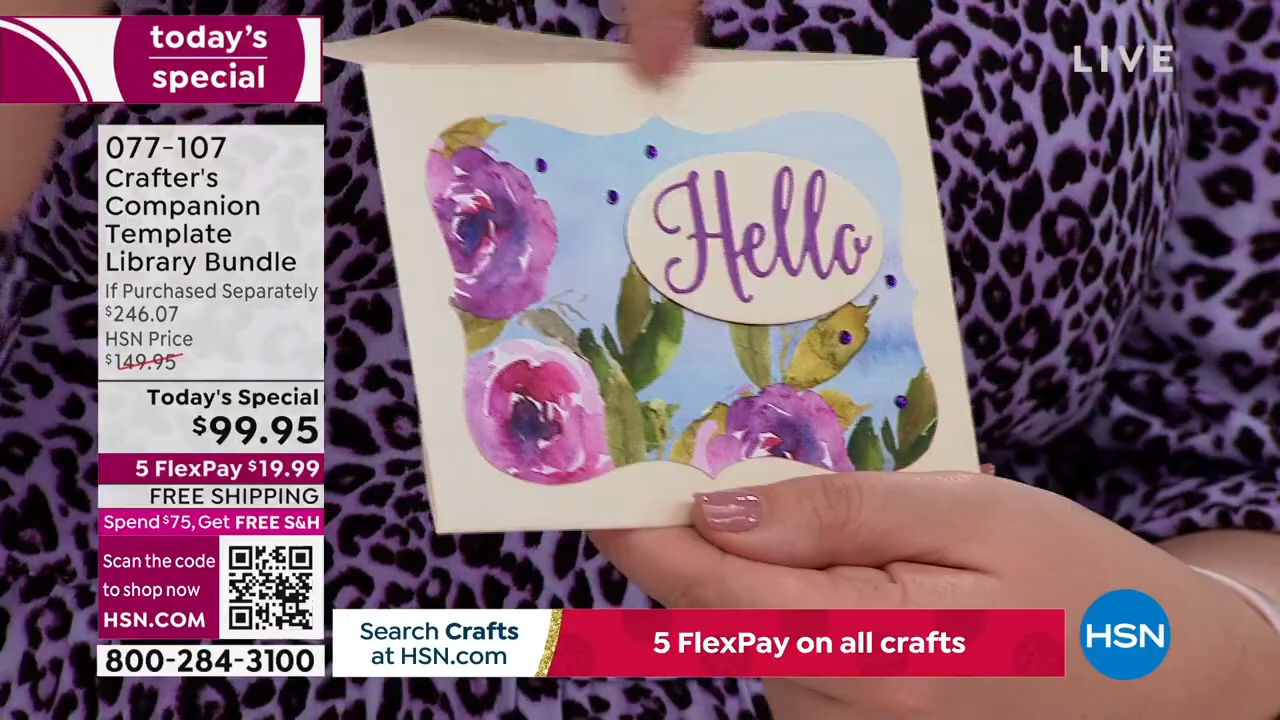 today's
special
LIVE
077-107
Crafter's
Companion
Template
Library Bundle
If Purchased Separately
$246.07
HSN Price
$149.95
Today's Special
$99.95
5 FlexPay $19.99
FREE SHIPPING
Spend $75, Get FREE S&H
Scan the code
to shop now
HSN.COM
800-284-3100
Hello
Search Crafts
at HSN.com
5 FlexPay on all crafts
HSN